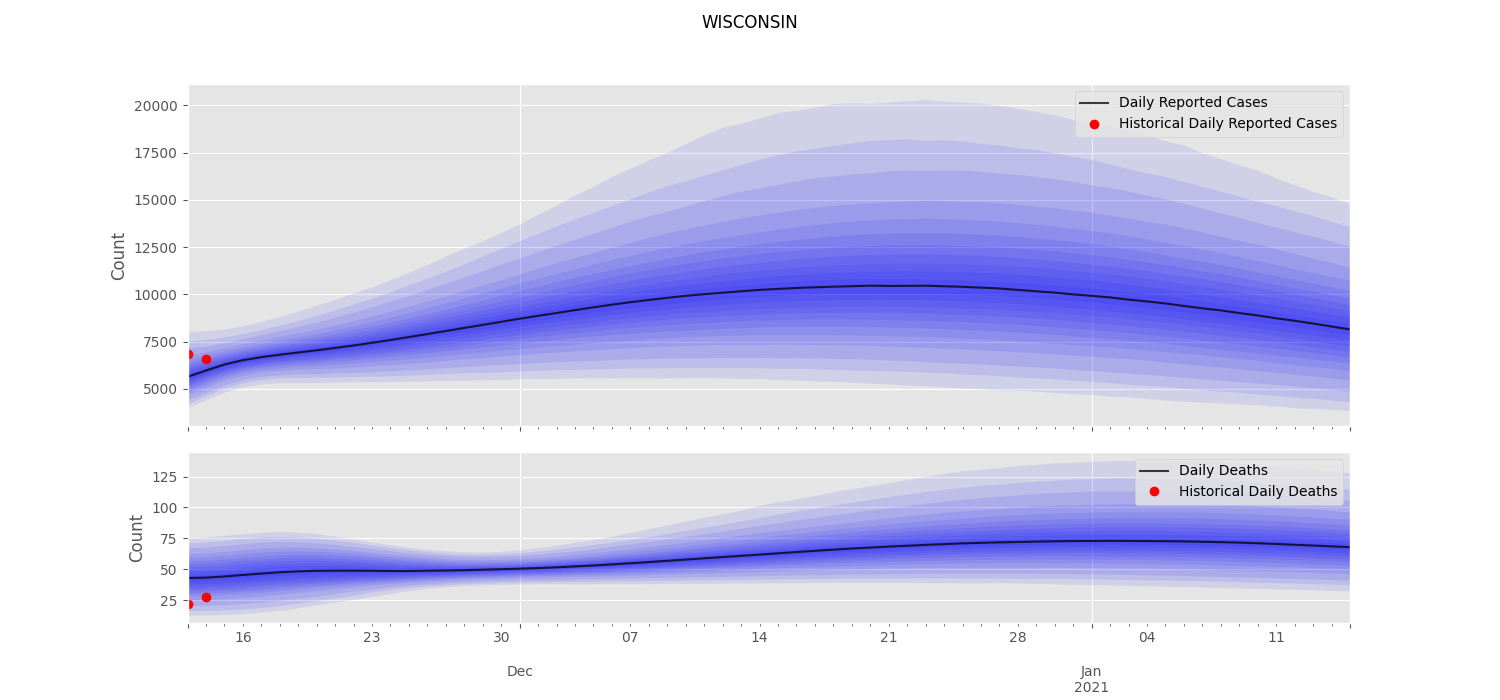 WISCONSIN
20000
17500
15000
12500
10000
7500
5000
Count
Daily Reported Cases
Historical Daily Reported Cases
125
100
75
50
25
Count
Daily Deaths
Historical Daily Deaths
16 23 30 07 14 21 28 04 11
Dec Jan
2021